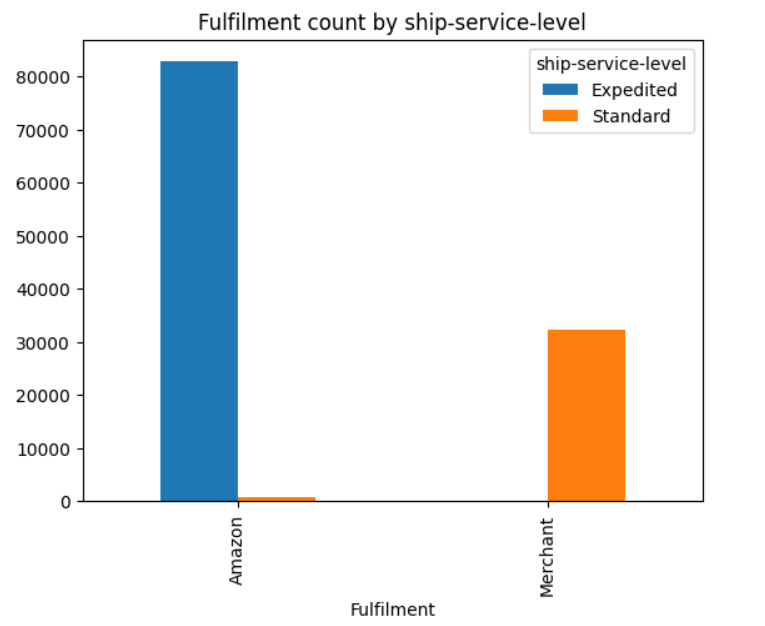 Fulfilment count by ship-service-level
ship-service-level
Expedited
Standard
80000
70000
60000
50000
40000
30000
20000
10000
0
Amazon
Merchant
Fulfilment